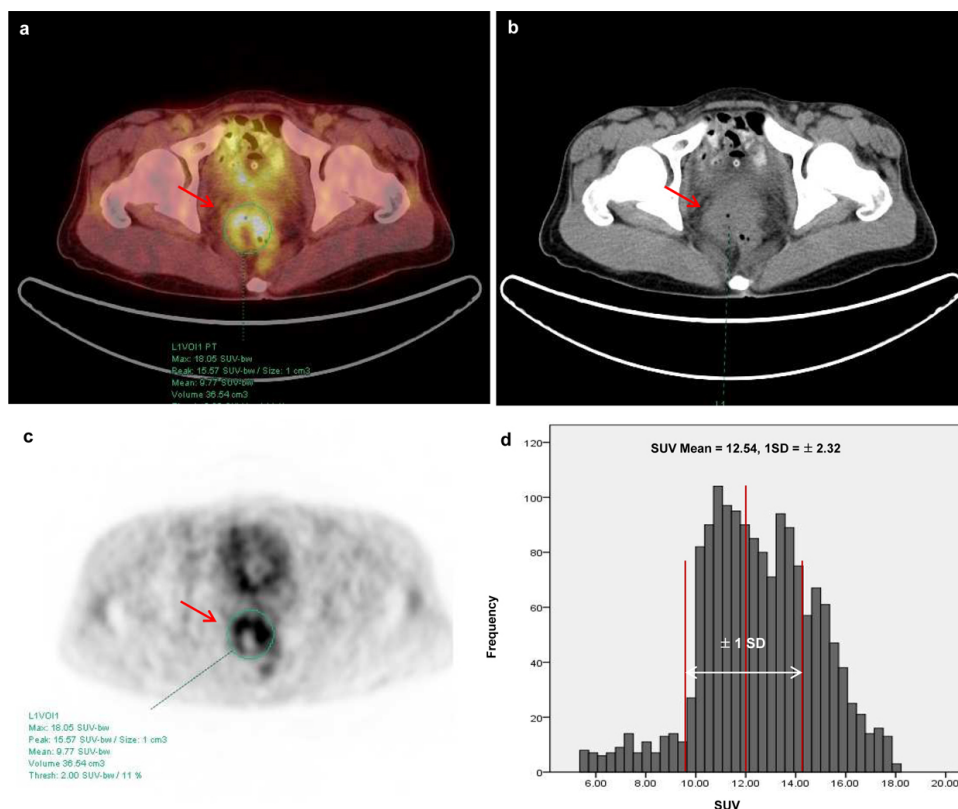 a
L1VOI1 PT
Max: 18.05 SUV-bw
Peak: 15.57 SUV-bw / Size: 1 cm3
Mean: 9.77 SUV-bw
Volume 36.54 cm3
b
c
L1VOI1
Max: 18.05 SUV-bw
Peak: 15.57 SUV-bw / Size: 1 cm3
Mean: 9.77 SUV-bw
Volume 36.54 cm3
Thresh: 2.00 SUV-bw / 11 %
d
SUV Mean = 12.54, 1SD = ± 2.32
Frequency
120
100
80
60
40
20
0
± 1 SD
6.00 8.00 10.00 12.00 14.00 16.00 18.00 20.00
SUV